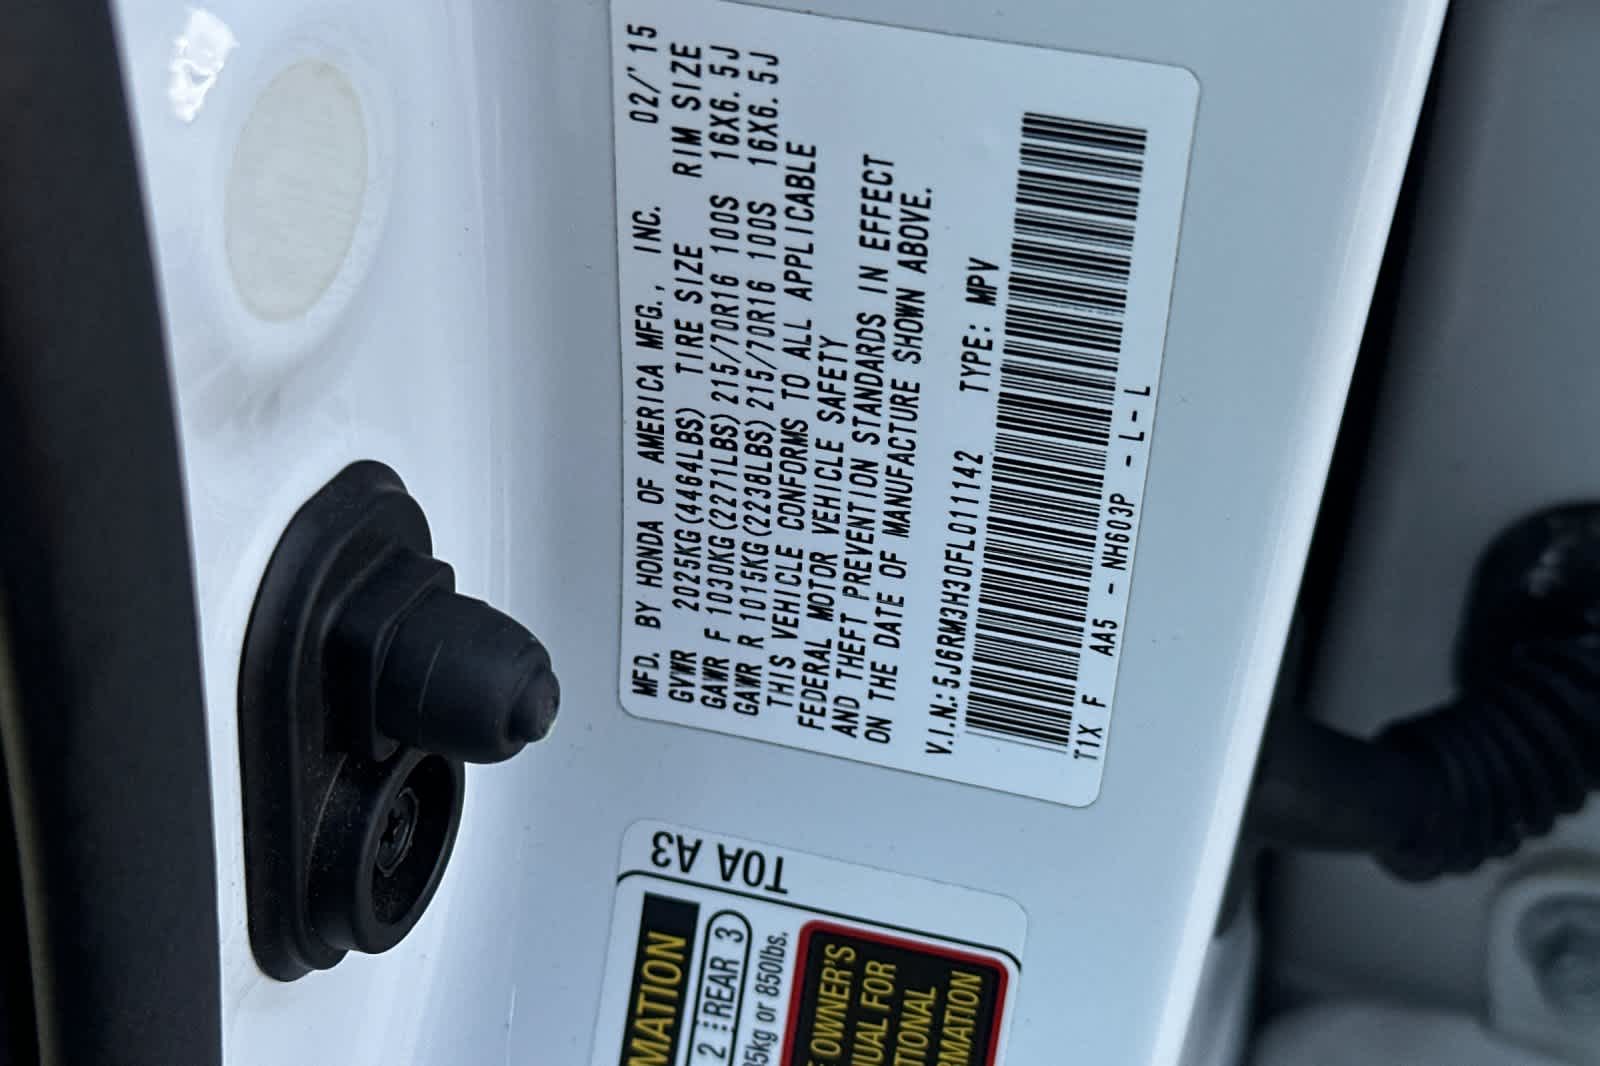 MFD. BY HONDA OF AMERICA MFG., INC. 02/'15
GVWR 2025KG(4464LBS) TIRE SIZE RIM SIZE
GAWR F 1030KG(2271LBS) 215/70R16 100S 16X6.5J
GAWR R 1015KG(2238LBS) 215/70R16 100S 16X6.5J
THIS VEHICLE CONFORMS TO ALL APPLICABLE
FEDERAL MOTOR VEHICLE SAFETY
AND THEFT PREVENTION STANDARDS IN EFFECT
ON THE DATE OF MANUFACTURE SHOWN ABOVE.
V.I.N.: 5J6RM3H30FL011142 TYPE: MPV
T1X F AA5 - NH603P - L - L
T0A A3
MATION
2 REAR 3
5kg or 850lbs.
OWNER'S
UAL FOR
TIONAL
RMATION